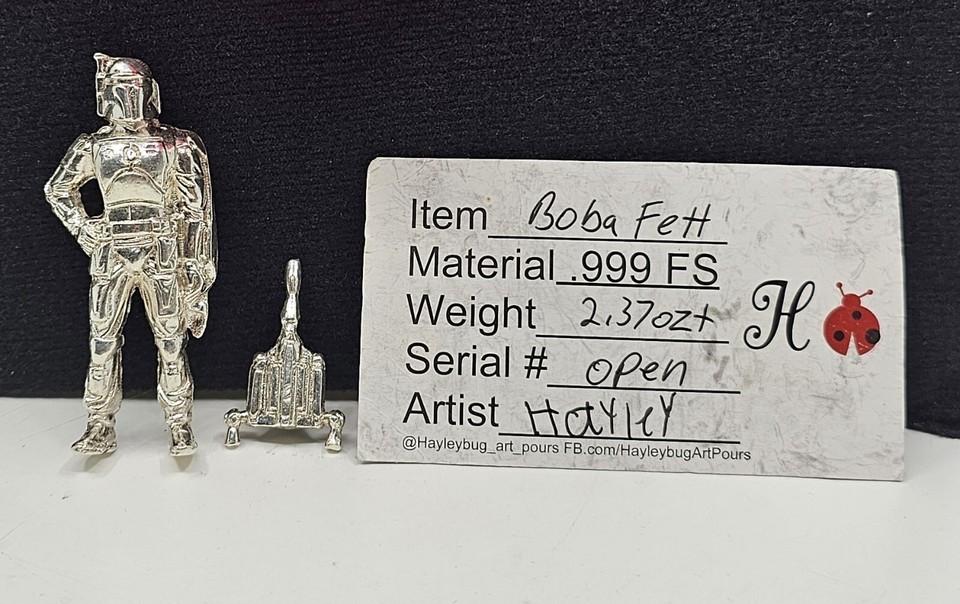 Item Boba Fett
Material .999 FS
Weight 2.37ozt
Serial # open
Artist HaYleY
H
@Hayleybug_art_pours FB.com/HayleybugArtPours